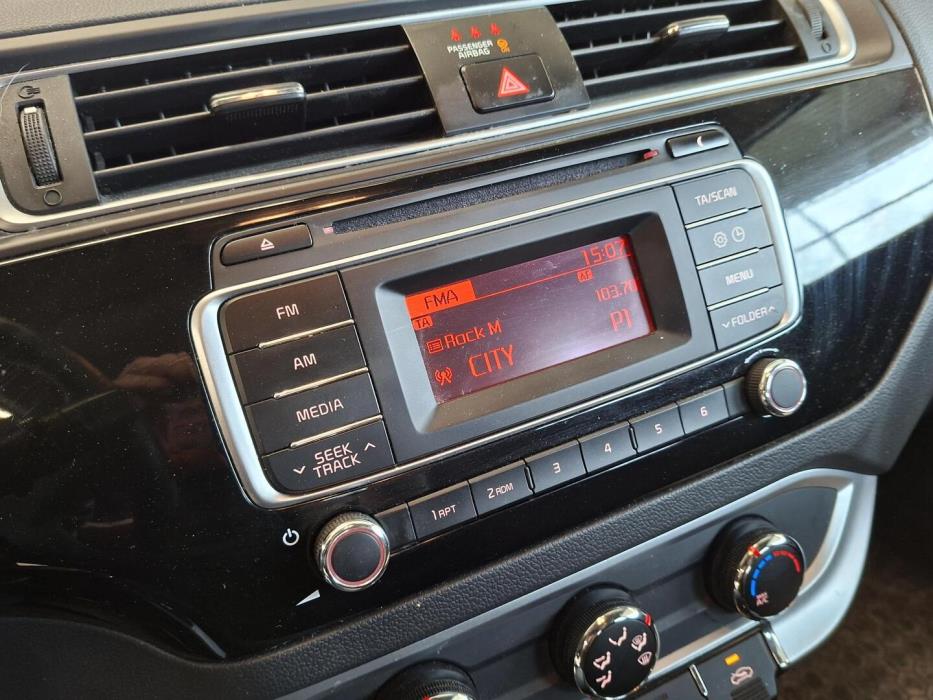 PASSENGER
AIRBAG
TA/SCAN
MENU
FOLDER
FM
AM
MEDIA
SEEK
TRACK
15:07
FMA
AF
TA
103.70
Rock M
P1
CITY
1 RPT
2 RDM
3
4
5
6
A/C